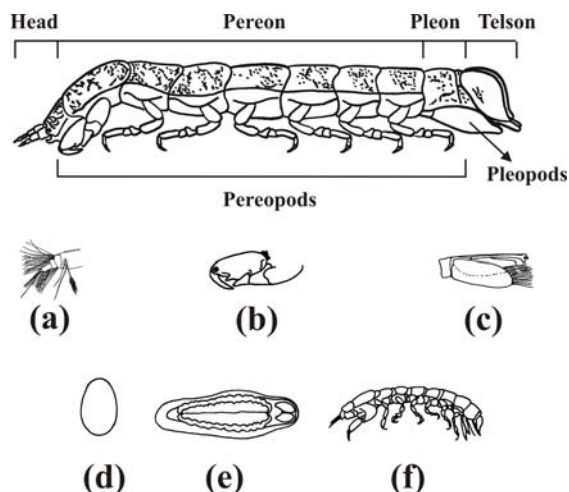 Head Pereon Pleon Telson
Pleopods
Pereopods
(a) (b) (c)
(d) (e) (f)